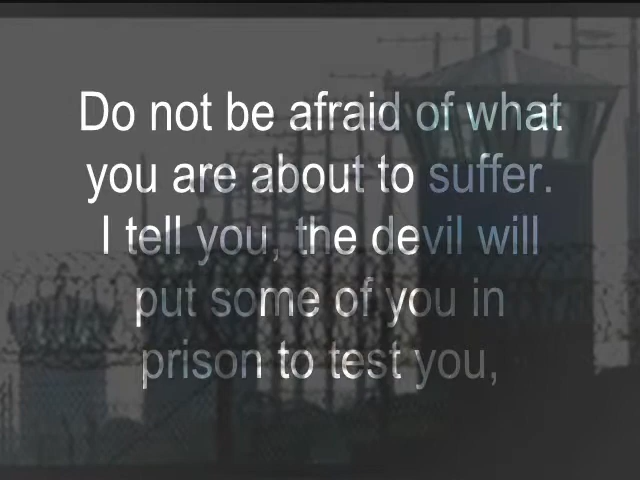 Do not be afraid of what
you are about to suffer.
I tell you, the devil will
put some of you in
prison to test you,